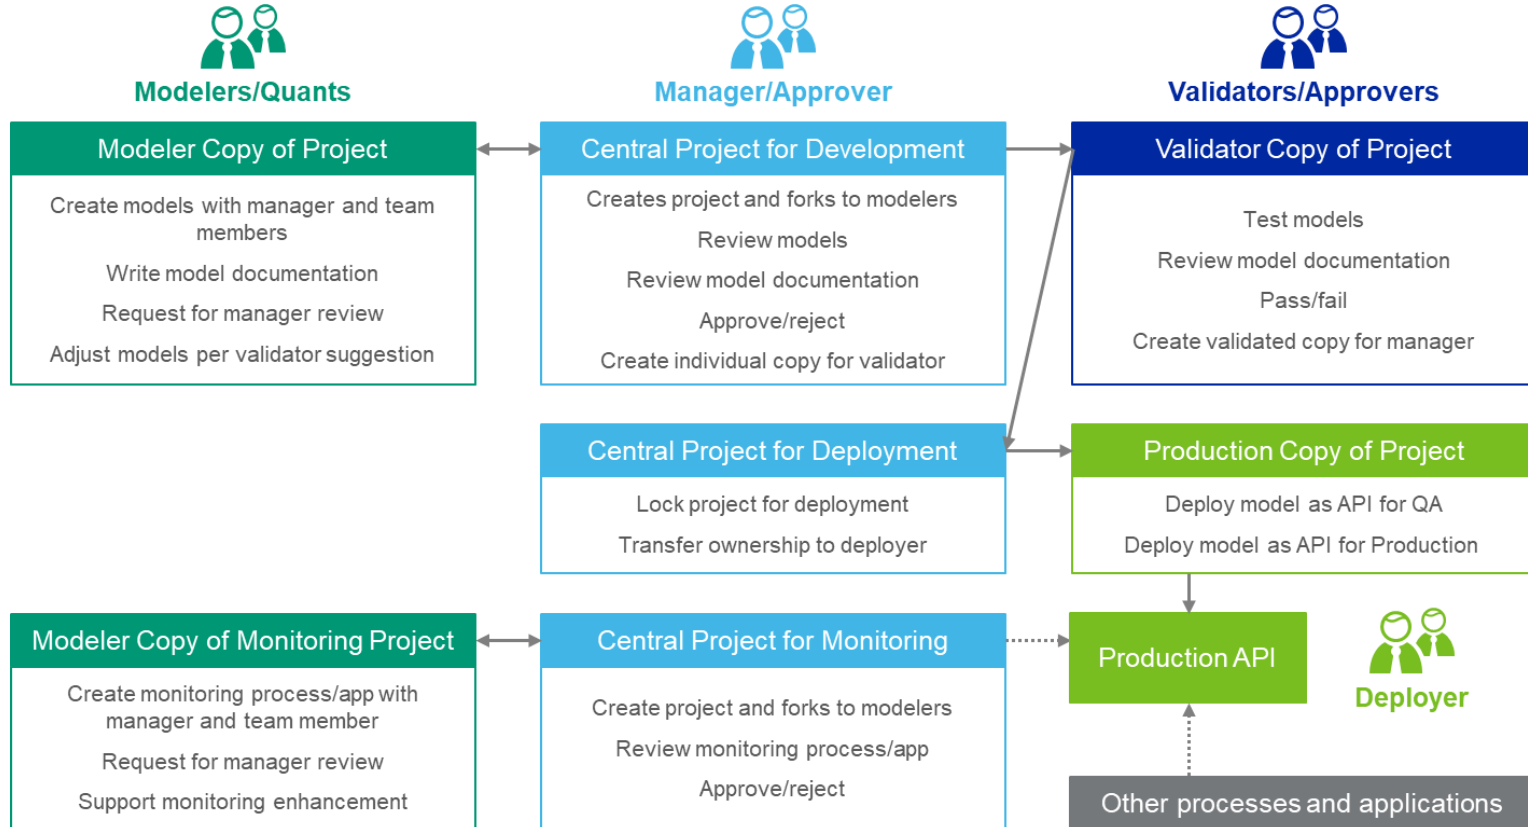 Modelers/Quants
Manager/Approver
Validators/Approvers
Modeler Copy of Project
Create models with manager and team
members
Write model documentation
Request for manager review
Adjust models per validator suggestion
Central Project for Development
Creates project and forks to modelers
Review models
Review model documentation
Approve/reject
Create individual copy for validator
Validator Copy of Project
Test models
Review model documentation
Pass/fail
Create validated copy for manager
Central Project for Deployment
Lock project for deployment
Transfer ownership to deployer
Production Copy of Project
Deploy model as API for QA
Deploy model as API for Production
Modeler Copy of Monitoring Project
Create monitoring process/app with
manager and team member
Request for manager review
Support monitoring enhancement
Central Project for Monitoring
Create project and forks to modelers
Review monitoring process/app
Approve/reject
Production API
Deployer
Other processes and applications